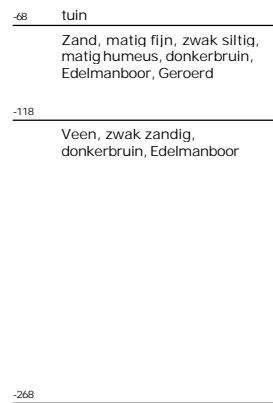 -68 tuin
Zand, matig fijn, zwak siltig,
matig humeus, donkerbruin,
Edelmanboor, Geroerd
-118
Veen, zwak zandig,
donkerbruin, Edelmanboor
-268